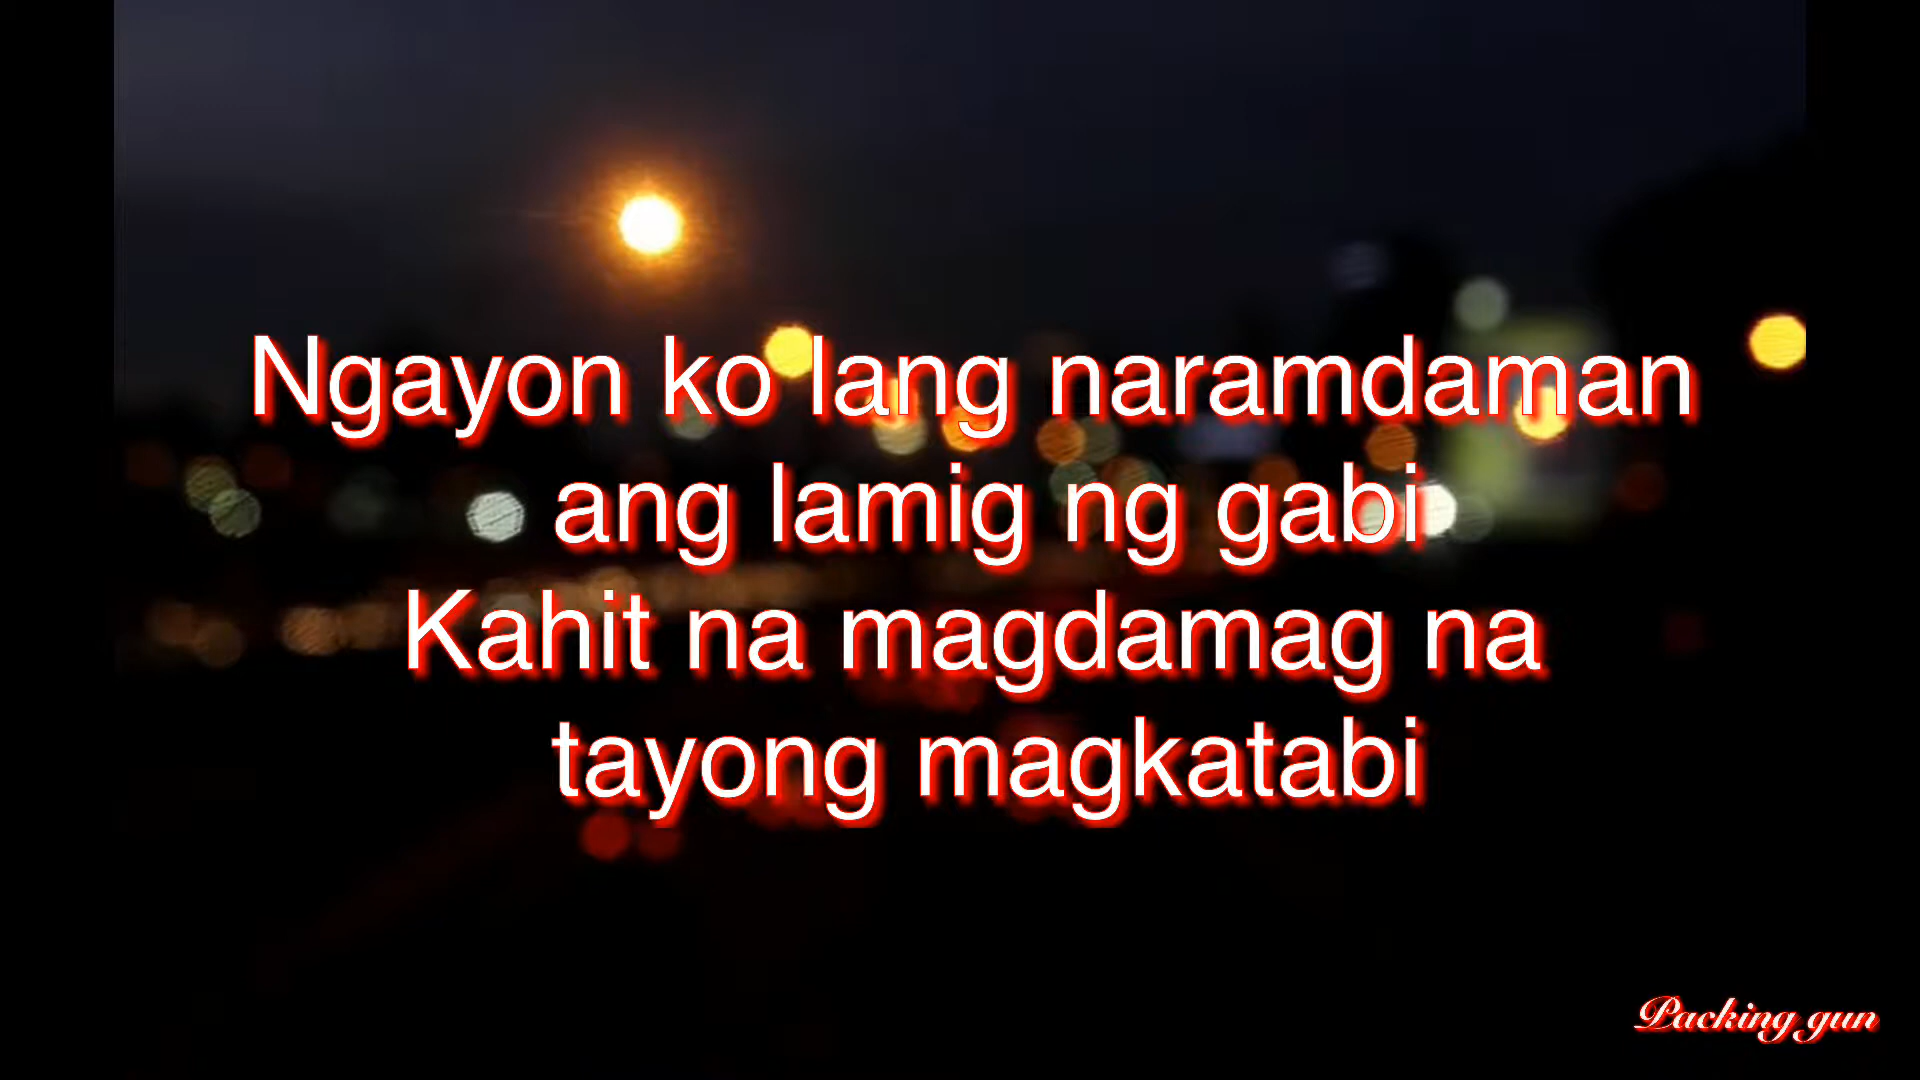 Ngayon ko lang naramdaman
ang lamig ng gabi
Kahit na magdamag na
tayong magkatabi
Packing gun